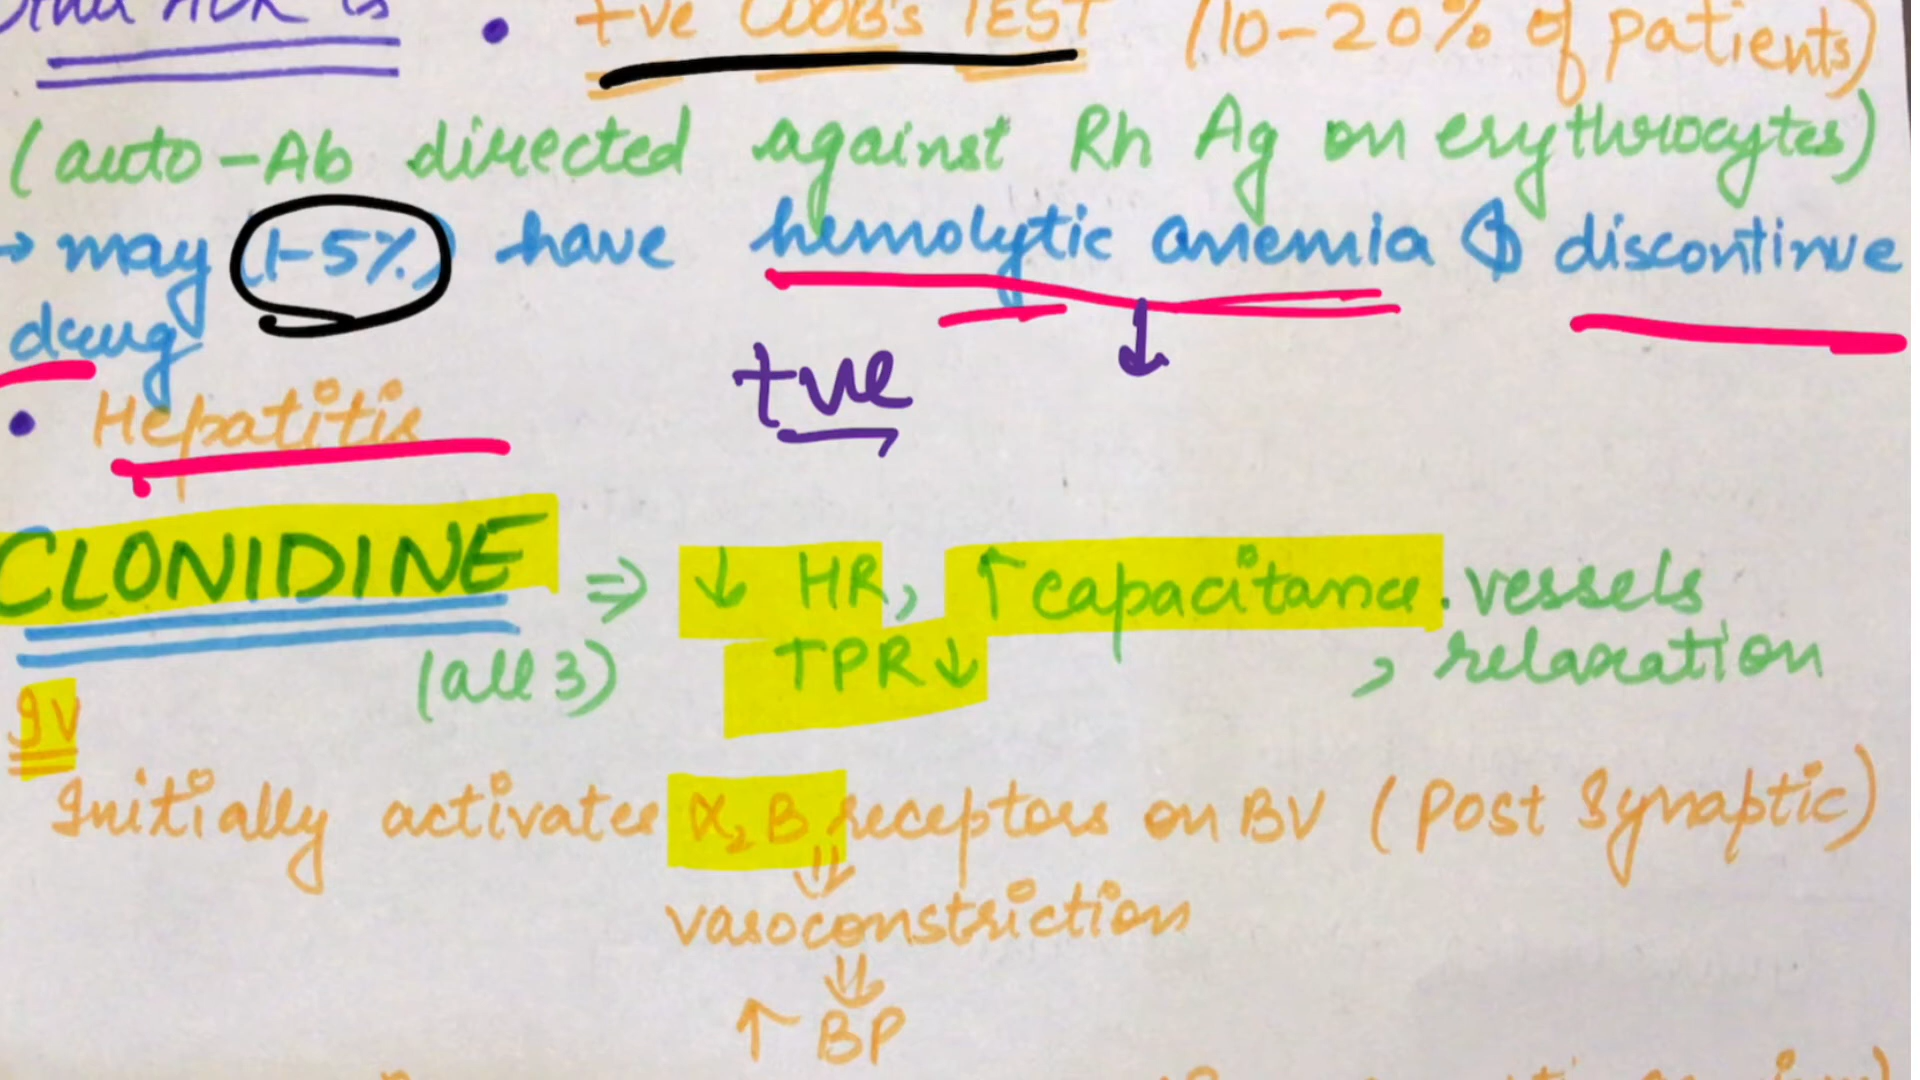 • +ve COOB's TEST (10-20% of patients)
(auto-Ab directed against Rh Ag on erythrocytes)
→ may (1-5%) have hemolytic anemia & discontinue
drug
+ve ↓
• Hepatitis
CLONIDINE ⇒ ↓ HR, ↑ capacitance. vessels
(all 3) TPR↓ , relaxation
IV
Initially activates α₂B receptors on BV (Post Synaptic)
⇓
vasoconstriction
⇓
↑ BP